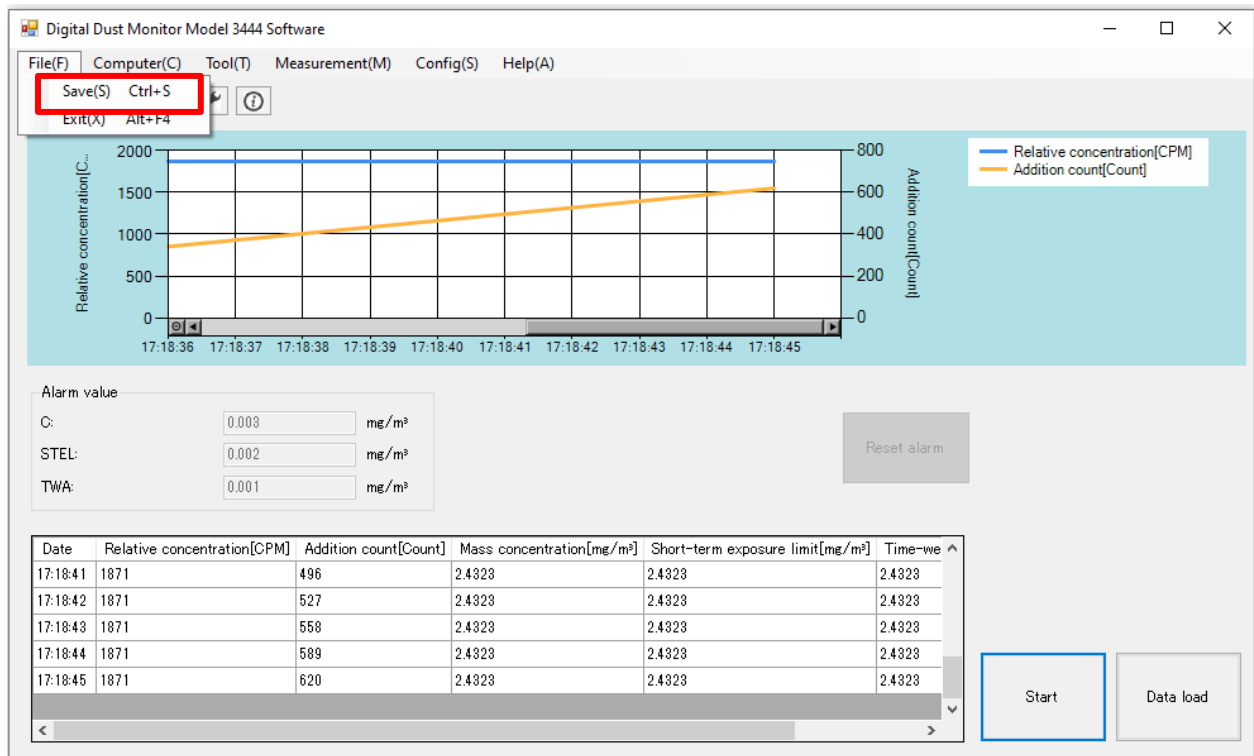 Digital Dust Monitor Model 3444 Software
File(F) Computer(C) Tool(T) Measurement(M) Config(S) Help(A)
Save(S) Ctrl+S
Exit(X) Alt+F4
Relative concentration[C...
2000
1500
1000
500
0
800
600
400
200
0
Addition count[Count]
Relative concentration[CPM]
Addition count[Count]
17:18:36 17:18:37 17:18:38 17:18:39 17:18:40 17:18:41 17:18:42 17:18:43 17:18:44 17:18:45
Alarm value
C: 0.003 mg/m³
STEL: 0.002 mg/m³
TWA: 0.001 mg/m³
Reset alarm
Date Relative concentration[CPM] Addition count[Count] Mass concentration[mg/m³] Short-term exposure limit[mg/m³] Time-we
17:18:41 1871 496 2.4323 2.4323 2.4323
17:18:42 1871 527 2.4323 2.4323 2.4323
17:18:43 1871 558 2.4323 2.4323 2.4323
17:18:44 1871 589 2.4323 2.4323 2.4323
17:18:45 1871 620 2.4323 2.4323 2.4323
Start
Data load